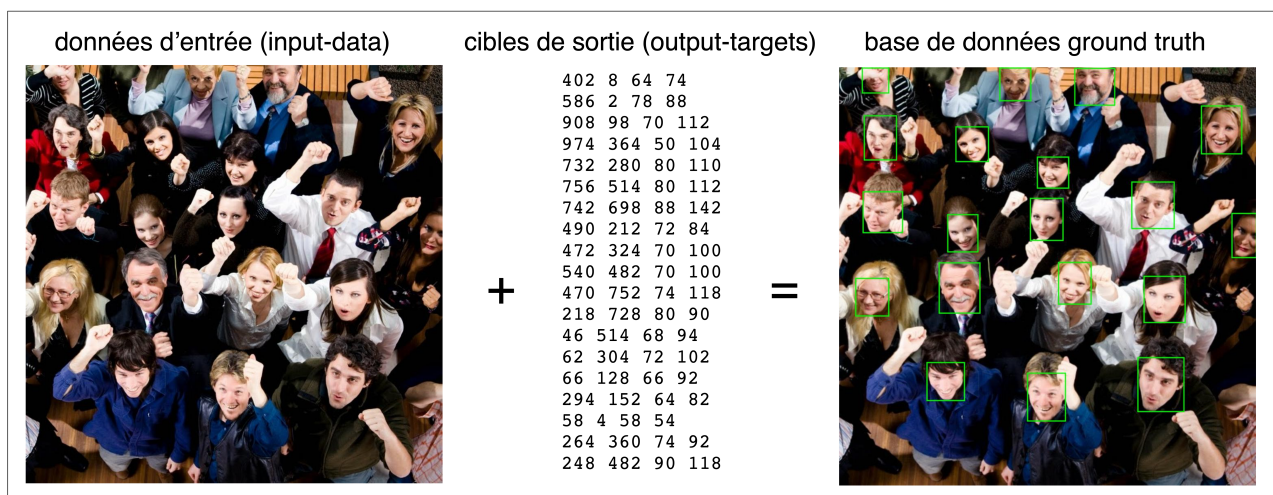 données d'entrée (input-data)
cibles de sortie (output-targets)
base de données ground truth
402 8 64 74
586 2 78 88
908 98 70 112
974 364 50 104
732 280 80 110
756 514 80 112
742 698 88 142
490 212 72 84
472 324 70 100
540 482 70 100
470 752 74 118
218 728 80 90
46 514 68 94
62 304 72 102
66 128 66 92
294 152 64 82
58 4 58 54
264 360 74 92
248 482 90 118
+
=